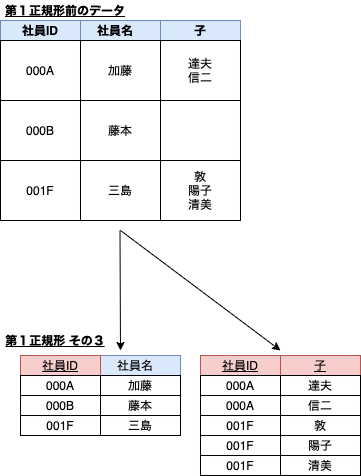 第１正規形前のデータ
社員ID 社員名 子
000A 加藤 達夫
信二
000B 藤本
001F 三島 敦
陽子
清美
第１正規形 その３
社員ID 社員名
000A 加藤
000B 藤本
001F 三島
社員ID 子
000A 達夫
000A 信二
001F 敦
001F 陽子
001F 清美